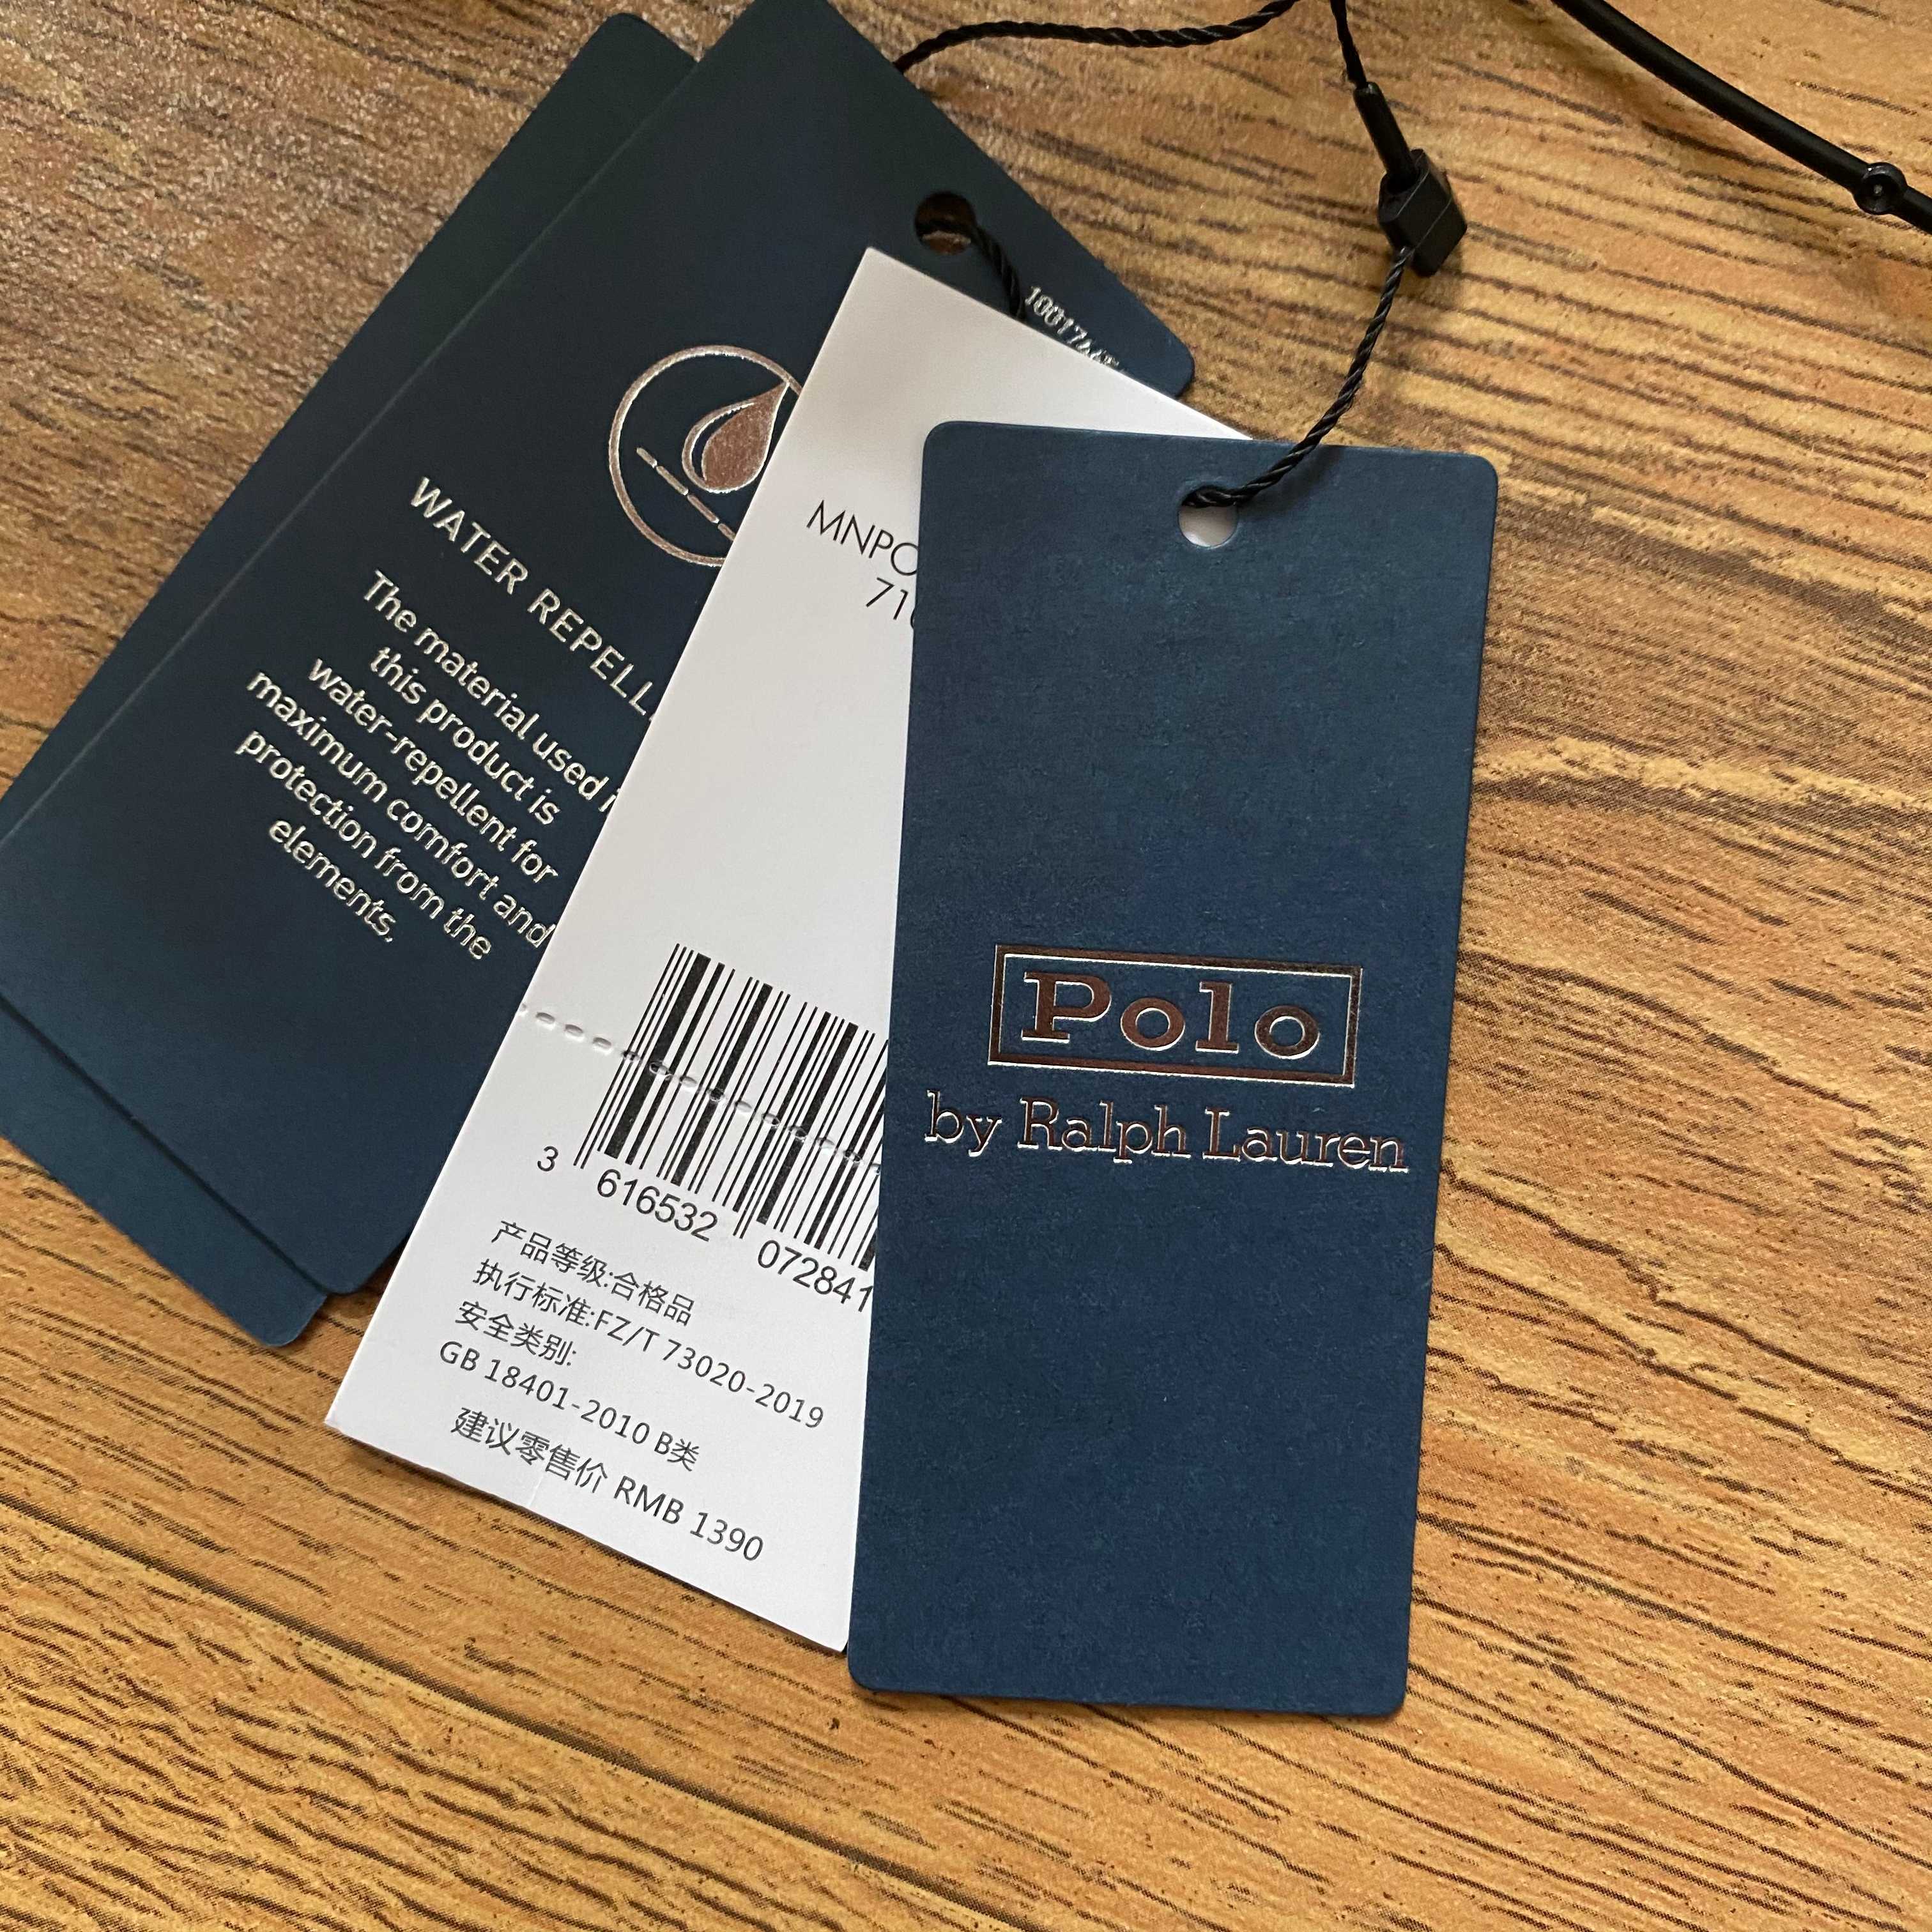 WATER REPELL
The material used
this product is
water-repellent for
maximum comfort and
protection from the
elements.
MNPO
71
3 616532 072841
产品等级:合格品
执行标准:FZ/T 73020-2019
安全类别:
GB 18401-2010 B类
建议零售价 RMB 1390
Polo
by Ralph Lauren